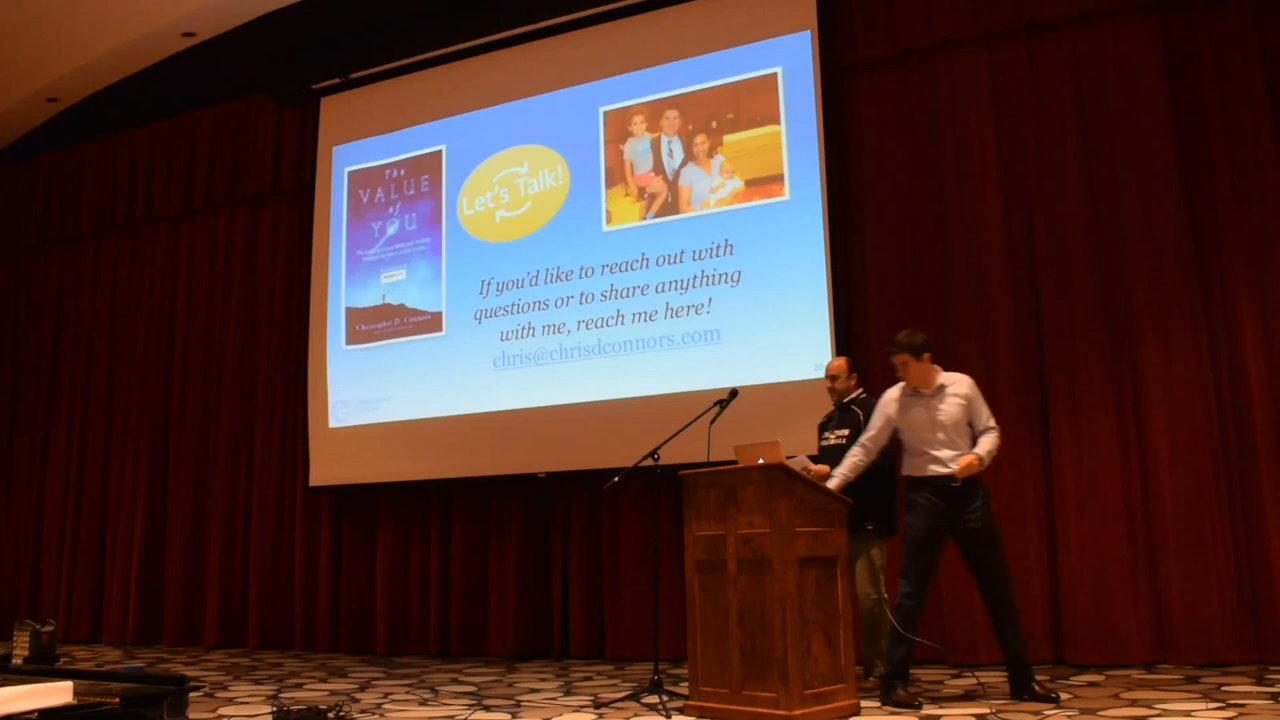 The
VALUE
of
YOU
Christopher D. Connors
Let's Talk!
If you'd like to reach out with
questions or to share anything
with me, reach me here!
chris@chrisdconnors.com